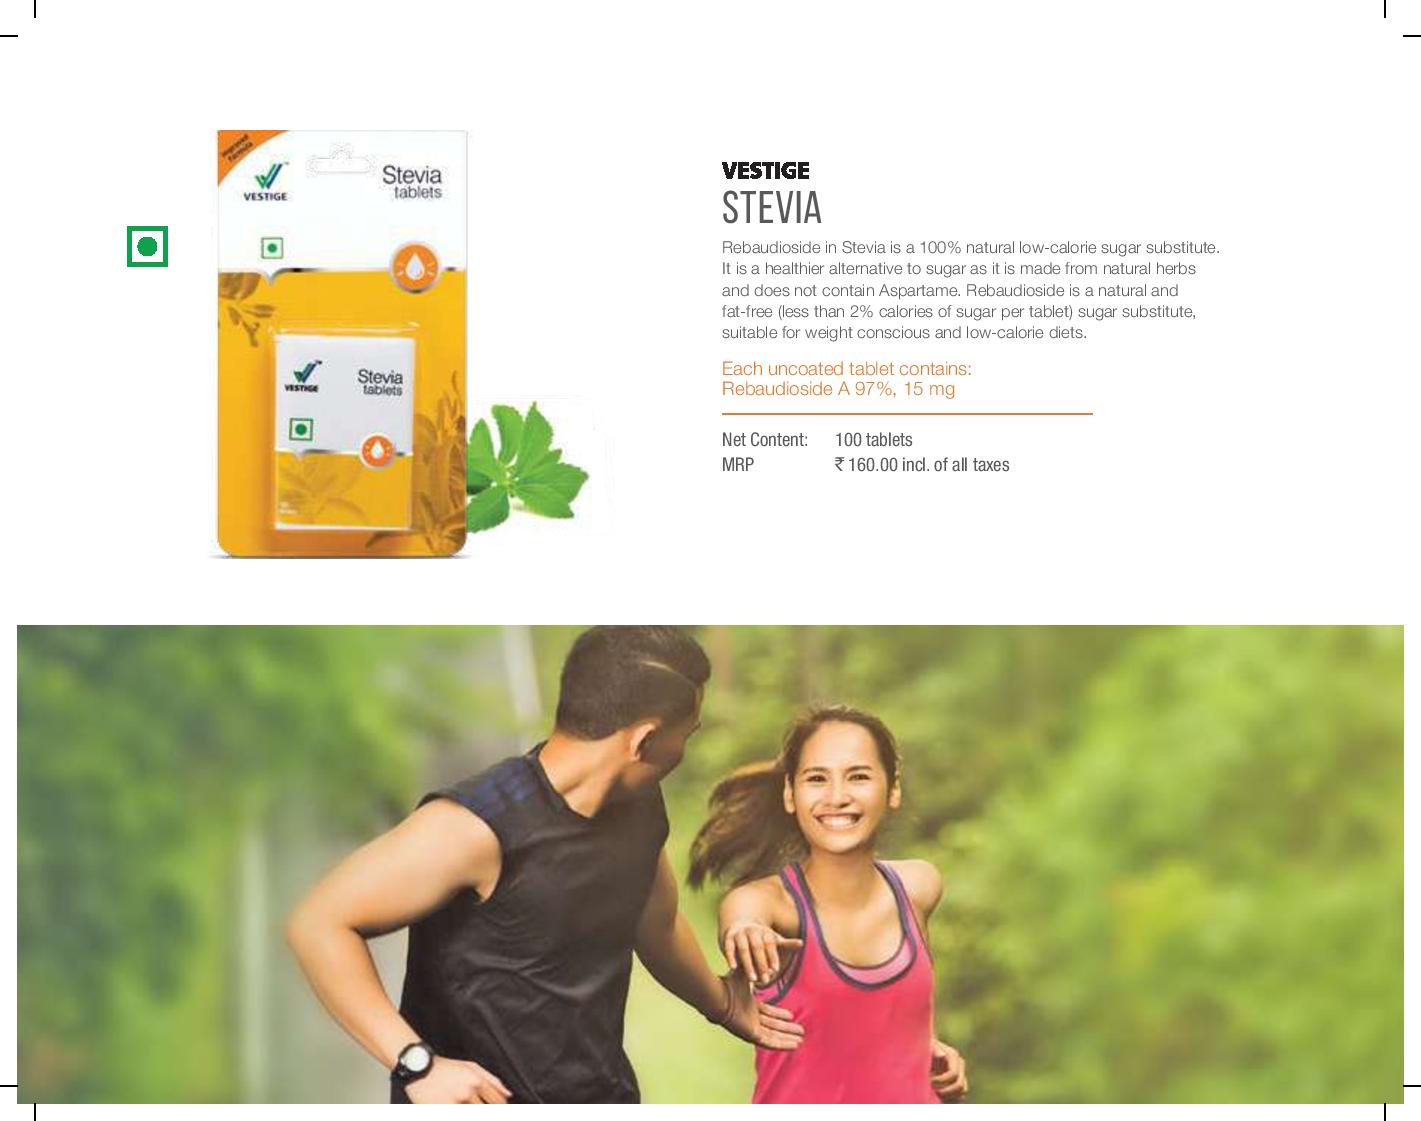 Improved
Formula
VESTIGE
Stevia
tablets
VESTIGE
Stevia
tablets
VESTIGE
STEVIA
Rebaudioside in Stevia is a 100% natural low-calorie sugar substitute.
It is a healthier alternative to sugar as it is made from natural herbs
and does not contain Aspartame. Rebaudioside is a natural and
fat-free (less than 2% calories of sugar per tablet) sugar substitute,
suitable for weight conscious and low-calorie diets.
Each uncoated tablet contains:
Rebaudioside A 97%, 15 mg
Net Content: 100 tablets
MRP ₹ 160.00 incl. of all taxes